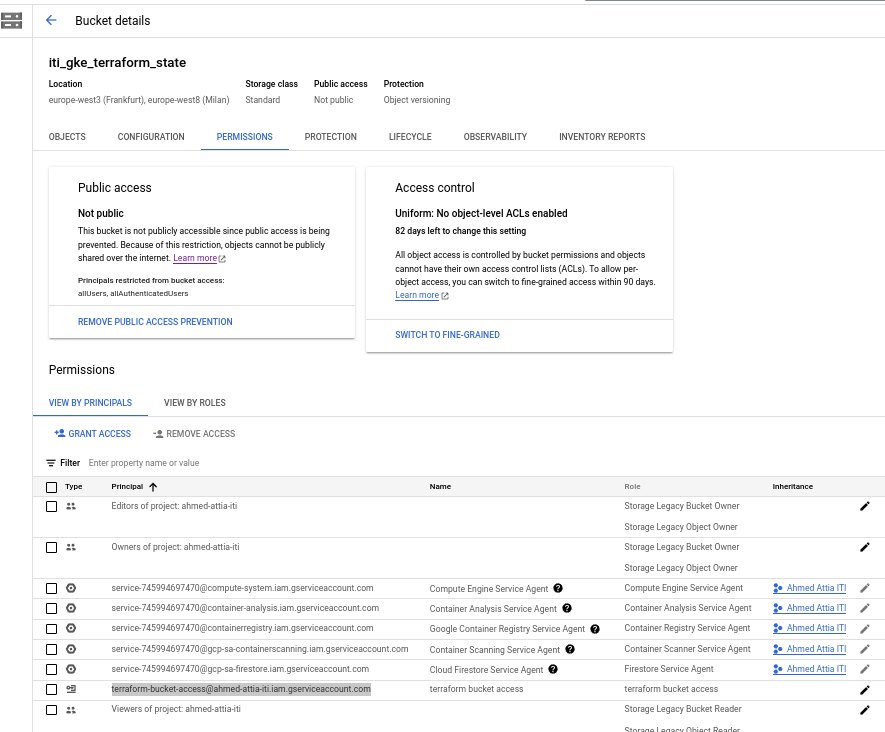 Bucket details
iti_gke_terraform_state
Location Storage class Public access Protection
europe-west3 (Frankfurt), europe-west8 (Milan) Standard Not public Object versioning
OBJECTS CONFIGURATION PERMISSIONS PROTECTION LIFECYCLE OBSERVABILITY INVENTORY REPORTS
Public access
Not public
This bucket is not publicly accessible since public access is being
prevented. Because of this restriction, objects cannot be publicly
shared over the internet. Learn more
Principals restricted from bucket access:
allUsers, allAuthenticatedUsers
REMOVE PUBLIC ACCESS PREVENTION
Access control
Uniform: No object-level ACLs enabled
82 days left to change this setting
All object access is controlled by bucket permissions and objects
cannot have their own access control lists (ACLs). To allow per-
object access, you can switch to fine-grained access within 90 days.
Learn more
SWITCH TO FINE-GRAINED
Permissions
VIEW BY PRINCIPALS VIEW BY ROLES
GRANT ACCESS REMOVE ACCESS
Filter Enter property name or value
Type Principal Name Role Inheritance
Editors of project: ahmed-attia-iti Storage Legacy Bucket Owner
Storage Legacy Object Owner
Owners of project: ahmed-attia-iti Storage Legacy Bucket Owner
Storage Legacy Object Owner
service-745994697470@compute-system.iam.gserviceaccount.com Compute Engine Service Agent Compute Engine Service Agent Ahmed Attia ITI
service-745994697470@container-analysis.iam.gserviceaccount.com Container Analysis Service Agent Container Analysis Service Agent Ahmed Attia ITI
service-745994697470@containerregistry.iam.gserviceaccount.com Google Container Registry Service Agent Container Registry Service Agent Ahmed Attia ITI
service-745994697470@gcp-sa-containerscanning.iam.gserviceaccount.com Container Scanning Service Agent Container Scanner Service Agent Ahmed Attia ITI
service-745994697470@gcp-sa-firestore.iam.gserviceaccount.com Cloud Firestore Service Agent Firestore Service Agent Ahmed Attia ITI
terraform-bucket-access@ahmed-attia-iti.iam.gserviceaccount.com terraform bucket access terraform bucket access
Viewers of project: ahmed-attia-iti Storage Legacy Bucket Reader
Storage Legacy Object Reader